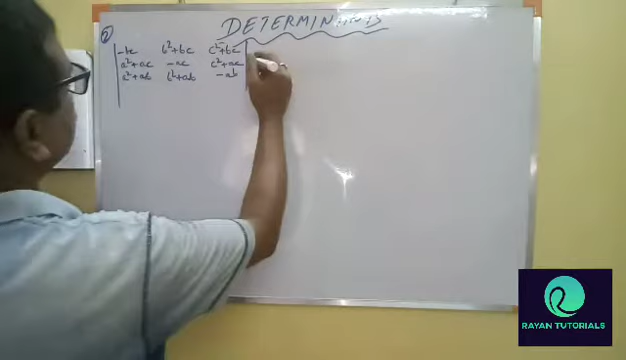 DETERMINANTS
2
-bc b²+bc c²+bc
a²+ac -ac c²+ac
a²+ab b²+ab -ab
RAYAN TUTORIALS